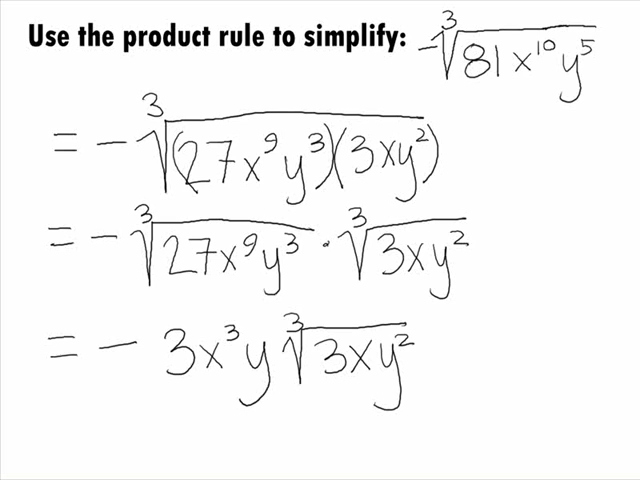 Use the product rule to simplify: -∛(81x¹⁰y⁵)
= -∛((27x⁹y³)(3xy²))
= -∛(27x⁹y³) · ∛(3xy²)
= - 3x³y∛(3xy²)